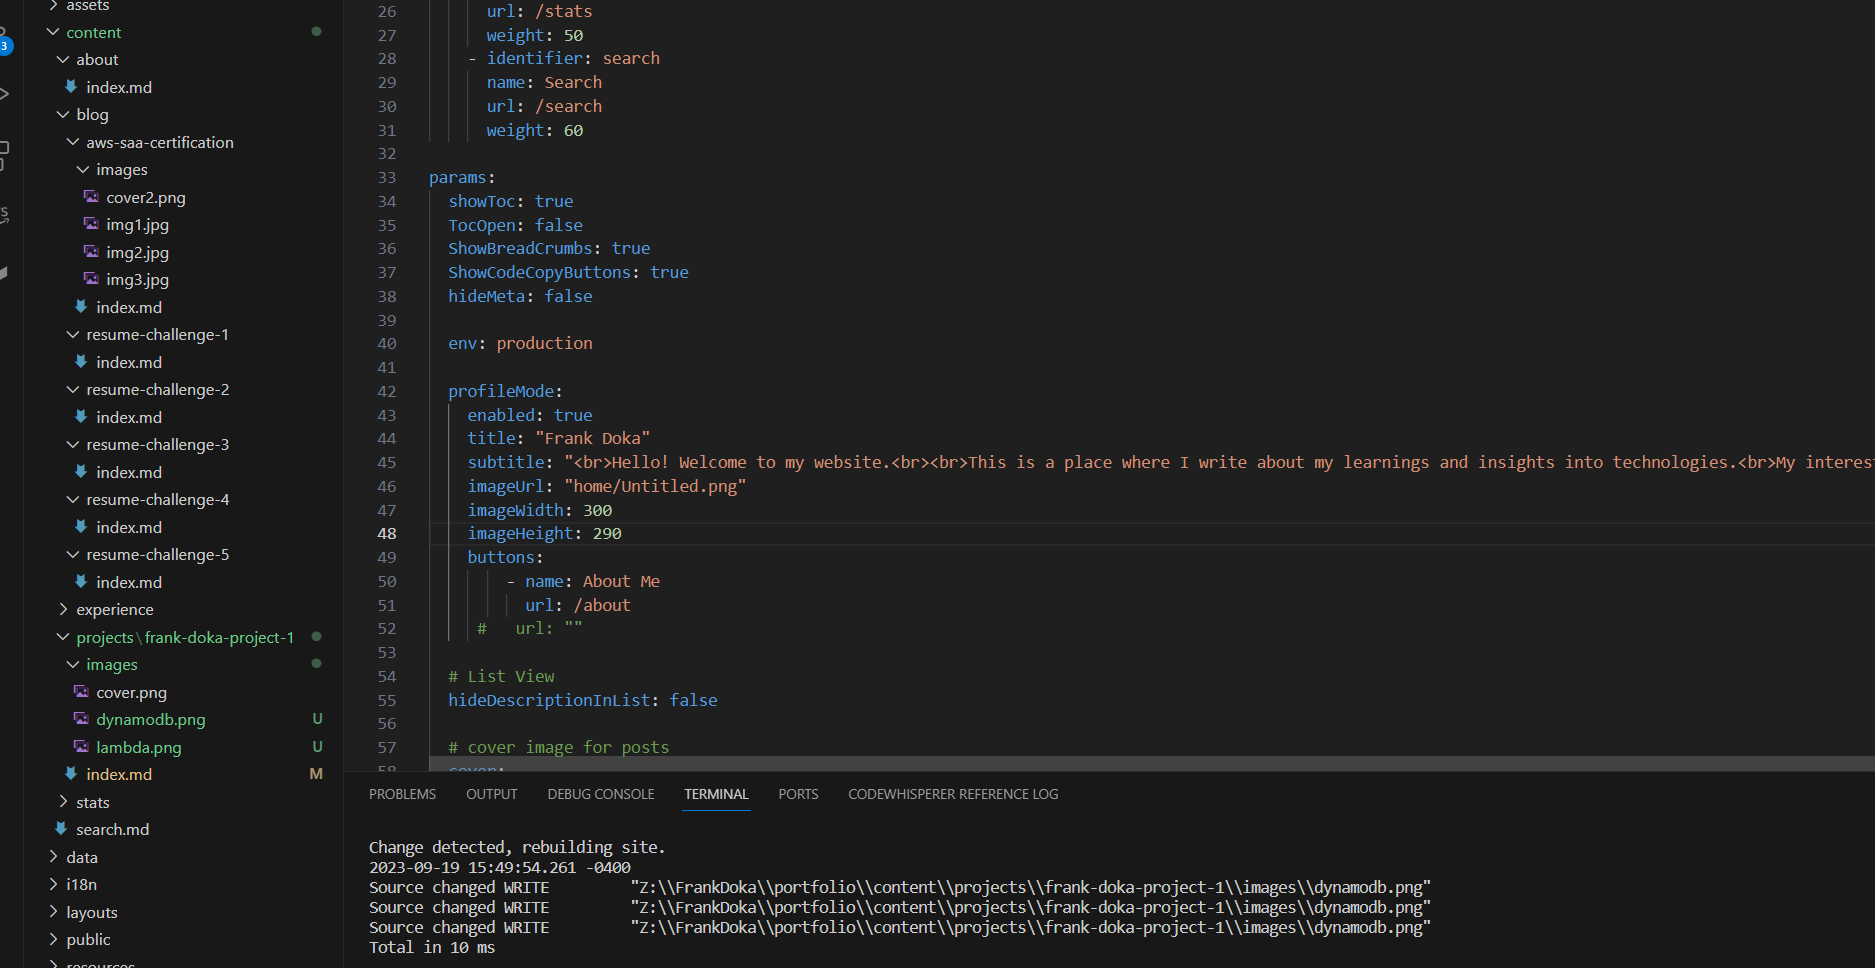 assets
content
about
index.md
blog
aws-saa-certification
images
cover2.png
img1.jpg
img2.jpg
img3.jpg
index.md
resume-challenge-1
index.md
resume-challenge-2
index.md
resume-challenge-3
index.md
resume-challenge-4
index.md
resume-challenge-5
index.md
experience
projects\frank-doka-project-1
images
cover.png
dynamodb.png U
lambda.png U
index.md M
stats
search.md
data
i18n
layouts
public
resources
3
26 url: /stats
27 weight: 50
28 - identifier: search
29 name: Search
30 url: /search
31 weight: 60
32
33 params:
34 showToc: true
35 TocOpen: false
36 ShowBreadCrumbs: true
37 ShowCodeCopyButtons: true
38 hideMeta: false
39
40 env: production
41
42 profileMode:
43 enabled: true
44 title: "Frank Doka"
45 subtitle: "<br>Hello! Welcome to my website.<br><br>This is a place where I write about my learnings and insights into technologies.<br>My interes
46 imageUrl: "home/Untitled.png"
47 imageWidth: 300
48 imageHeight: 290
49 buttons:
50 - name: About Me
51 url: /about
52 # url: ""
53
54 # List View
55 hideDescriptionInList: false
56
57 # cover image for posts
58 cover:
PROBLEMS OUTPUT DEBUG CONSOLE TERMINAL PORTS CODEWHISPERER REFERENCE LOG
Change detected, rebuilding site.
2023-09-19 15:49:54.261 -0400
Source changed WRITE "Z:\\FrankDoka\\portfolio\\content\\projects\\frank-doka-project-1\\images\\dynamodb.png"
Source changed WRITE "Z:\\FrankDoka\\portfolio\\content\\projects\\frank-doka-project-1\\images\\dynamodb.png"
Source changed WRITE "Z:\\FrankDoka\\portfolio\\content\\projects\\frank-doka-project-1\\images\\dynamodb.png"
Total in 10 ms